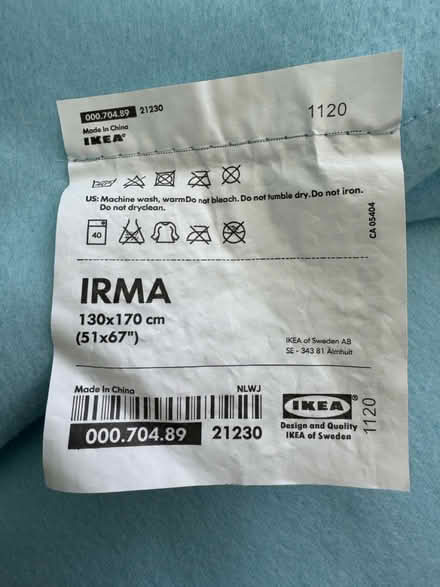 000.704.89 21230 1120
Made in China
IKEA®
US: Machine wash, warm Do not bleach. Do not tumble dry. Do not iron.
Do not dryclean.
40
CA 05404
IRMA
130x170 cm
(51x67")
IKEA of Sweden AB
SE - 343 81 Älmhult
Made in China NLWJ
000.704.89 21230
IKEA®
Design and Quality
IKEA of Sweden
1120